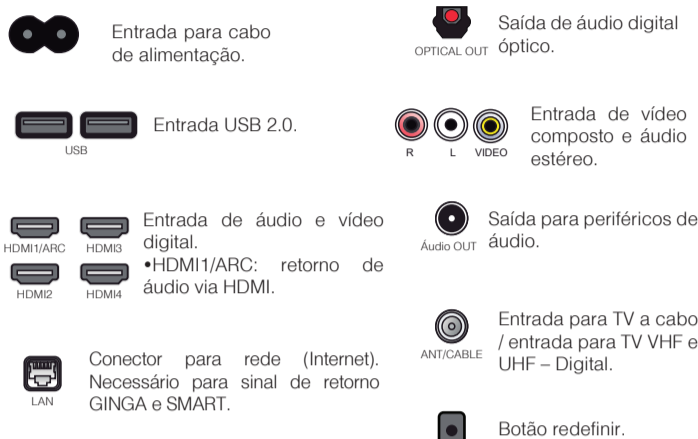 Entrada para cabo
de alimentação.
USB
Entrada USB 2.0.
HDMI1/ARC
HDMI3
HDMI2
HDMI4
Entrada de áudio e vídeo
digital.
•HDMI1/ARC: retorno de
áudio via HDMI.
LAN
Conector para rede (Internet).
Necessário para sinal de retorno
GINGA e SMART.
OPTICAL OUT
Saída de áudio digital
óptico.
R
L
VIDEO
Entrada de vídeo
composto e áudio
estéreo.
Áudio OUT
Saída para periféricos de
áudio.
ANT/CABLE
Entrada para TV a cabo
/ entrada para TV VHF e
UHF – Digital.
Botão redefinir.